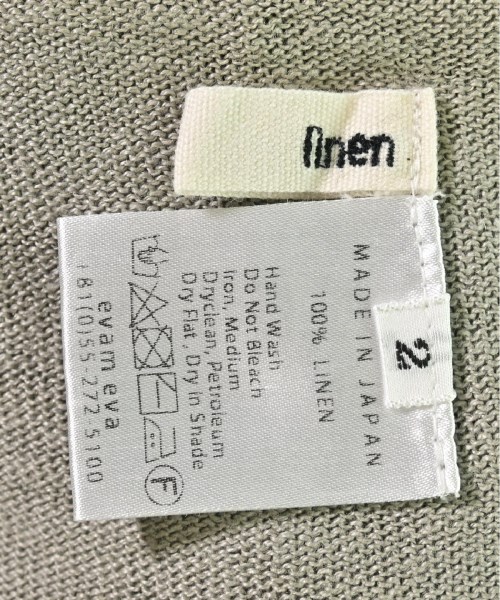 linen
2
MADE IN JAPAN
100% LINEN
Hand Wash
Do Not Bleach
Iron, Medium
Dryclean, Petroleum
Dry Flat, Dry in Shade
F
evam eva
+81(0)55-272 5100